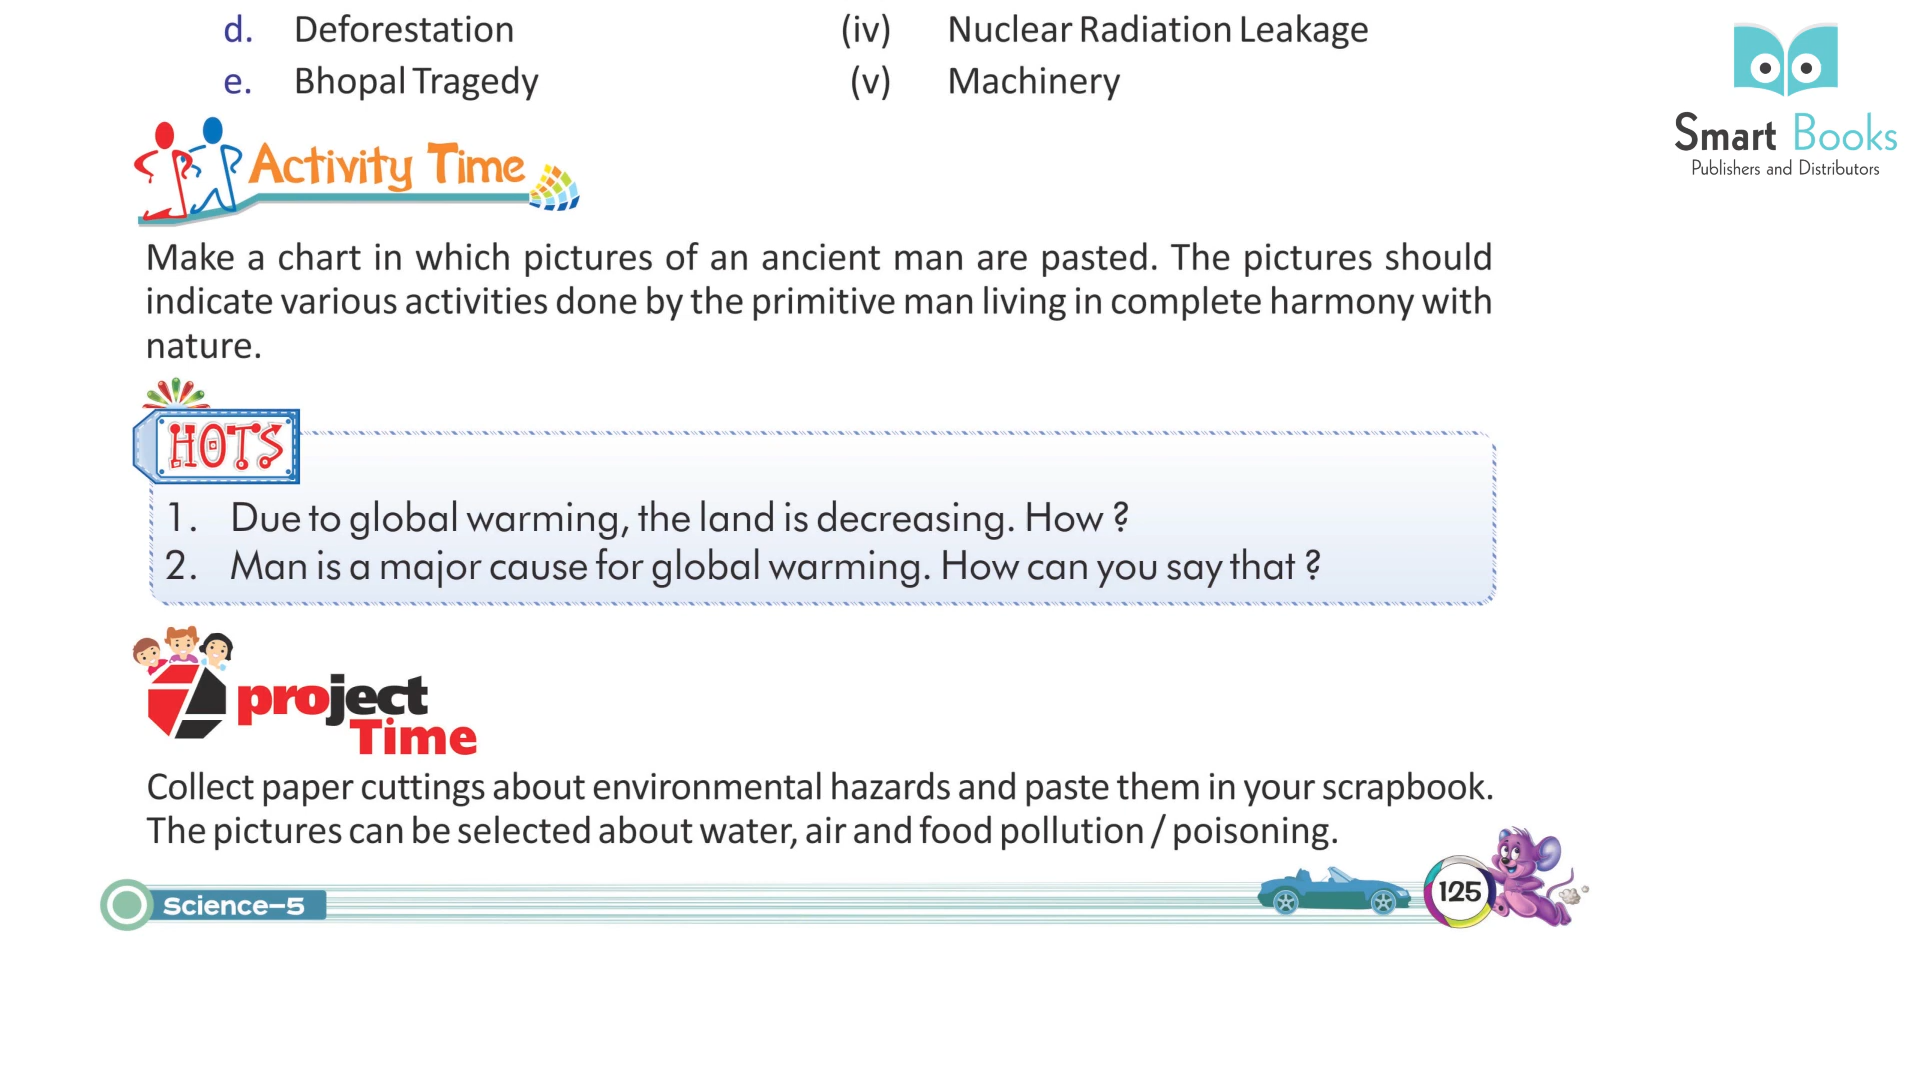 d. Deforestation (iv) Nuclear Radiation Leakage
e. Bhopal Tragedy (v) Machinery
Smart Books
Publishers and Distributors
Activity Time
Make a chart in which pictures of an ancient man are pasted. The pictures should
indicate various activities done by the primitive man living in complete harmony with
nature.
HOTS
1. Due to global warming, the land is decreasing. How ?
2. Man is a major cause for global warming. How can you say that ?
project
Time
Collect paper cuttings about environmental hazards and paste them in your scrapbook.
The pictures can be selected about water, air and food pollution / poisoning.
Science–5 125